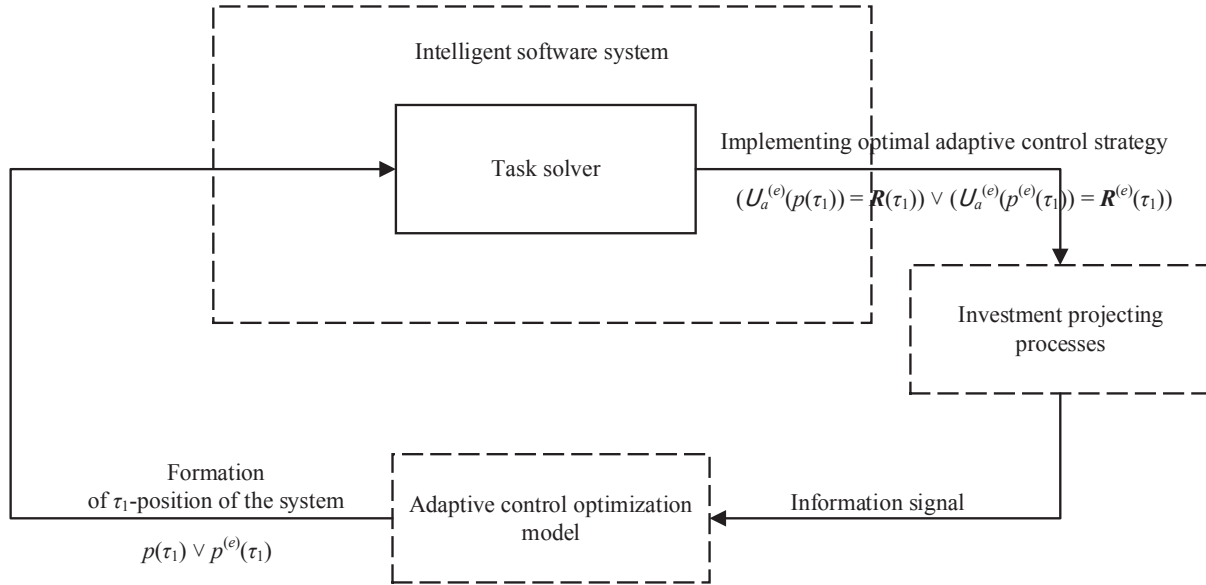 Intelligent software system
Task solver
Implementing optimal adaptive control strategy
(U_a^(e)(p(τ₁)) = R(τ₁)) ∨ (U_a^(e)(p^(e)(τ₁)) = R^(e)(τ₁))
Investment projecting
processes
Formation
of τ₁-position of the system
p(τ₁) ∨ p^(e)(τ₁)
Adaptive control optimization
model
Information signal